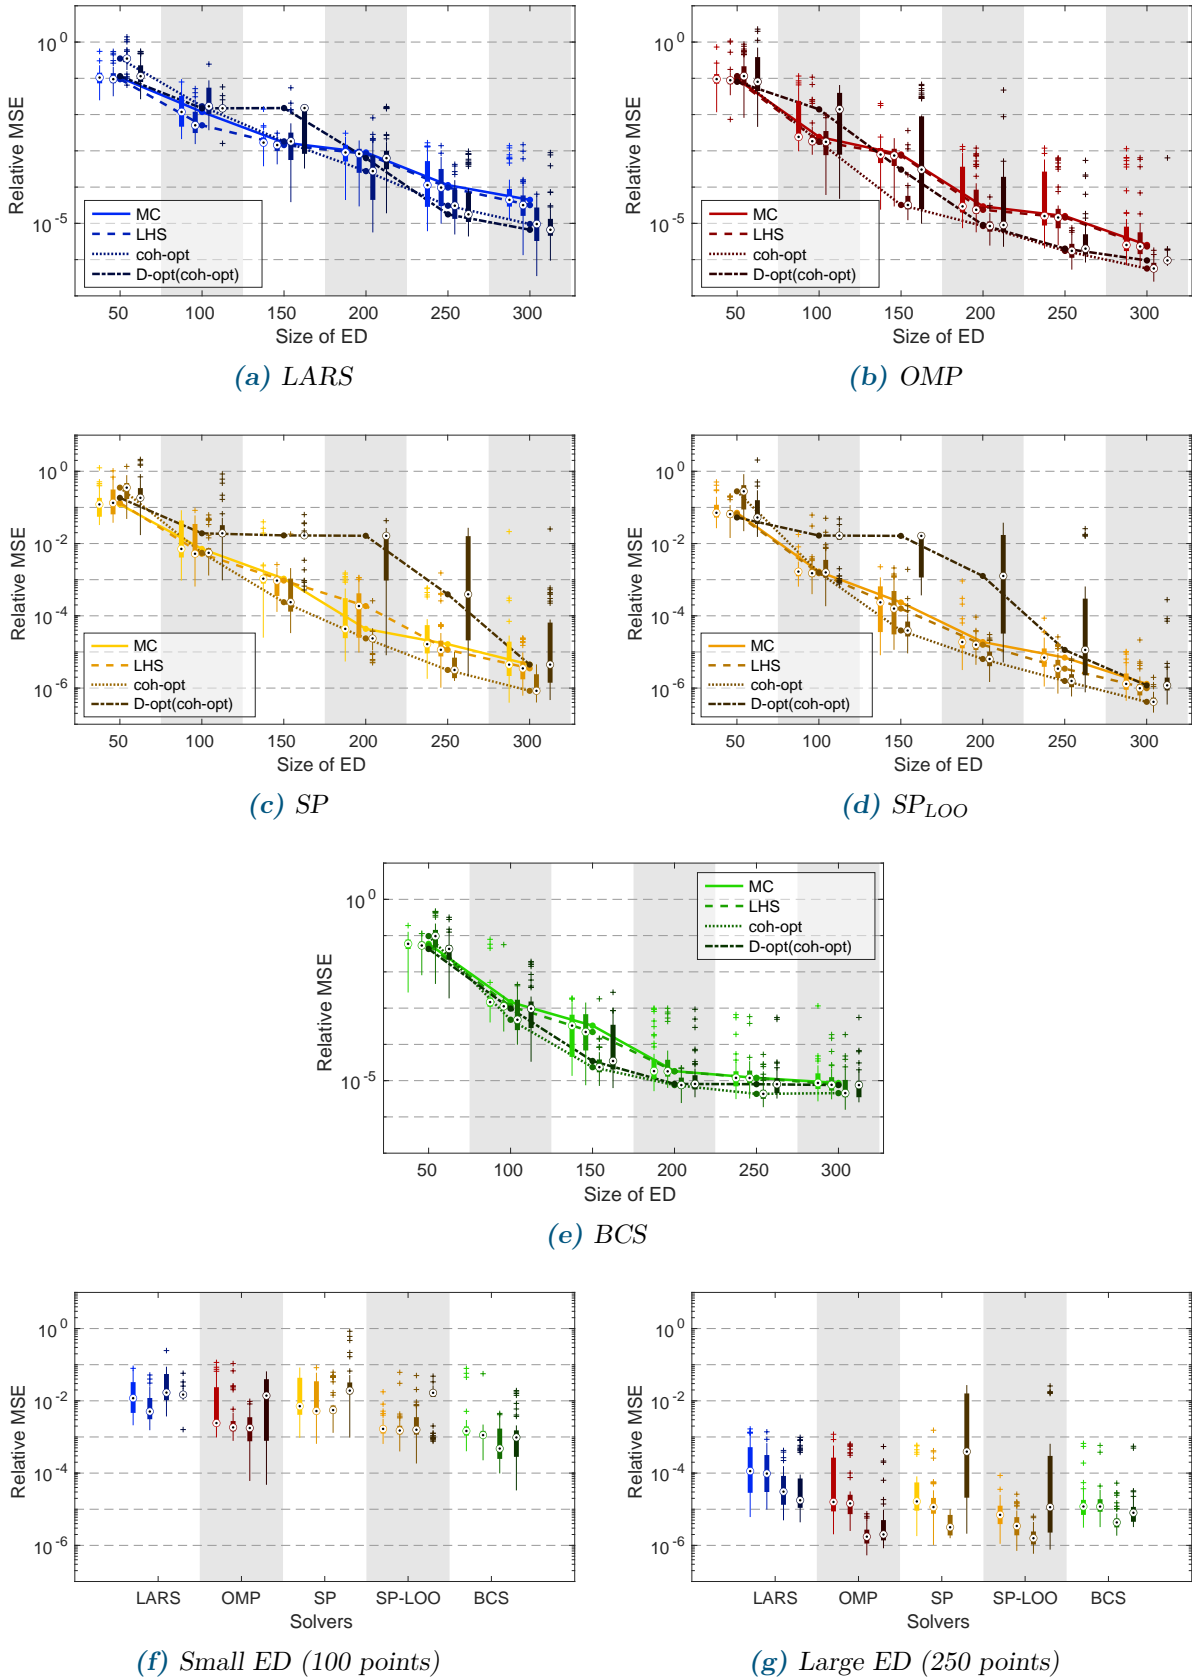 10^0
10^-5
Relative MSE
MC
LHS
coh-opt
D-opt(coh-opt)
50 100 150 200 250 300
Size of ED
(a) LARS
10^0
10^-5
Relative MSE
MC
LHS
coh-opt
D-opt(coh-opt)
50 100 150 200 250 300
Size of ED
(b) OMP
10^0
10^-2
10^-4
10^-6
Relative MSE
MC
LHS
coh-opt
D-opt(coh-opt)
50 100 150 200 250 300
Size of ED
(c) SP
10^0
10^-2
10^-4
10^-6
Relative MSE
MC
LHS
coh-opt
D-opt(coh-opt)
50 100 150 200 250 300
Size of ED
(d) SP_LOO
10^0
10^-5
Relative MSE
MC
LHS
coh-opt
D-opt(coh-opt)
50 100 150 200 250 300
Size of ED
(e) BCS
10^0
10^-2
10^-4
10^-6
Relative MSE
LARS OMP SP SP-LOO BCS
Solvers
(f) Small ED (100 points)
10^0
10^-2
10^-4
10^-6
Relative MSE
LARS OMP SP SP-LOO BCS
Solvers
(g) Large ED (250 points)